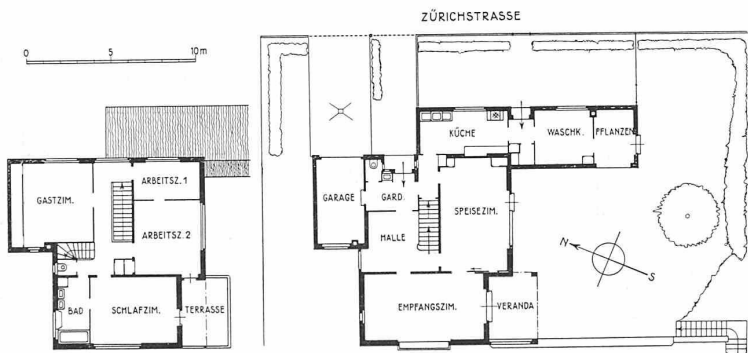 ZÜRICHSTRASSE
0 5 10 m
KÜCHE
WASCHK.
PFLANZEN
GARAGE
GARD.
HALLE
SPEISEZIM.
EMPFANGSZIM.
VERANDA
N
S
GASTZIM.
ARBEITSZ.1
ARBEITSZ.2
BAD
SCHLAFZIM.
TERRASSE